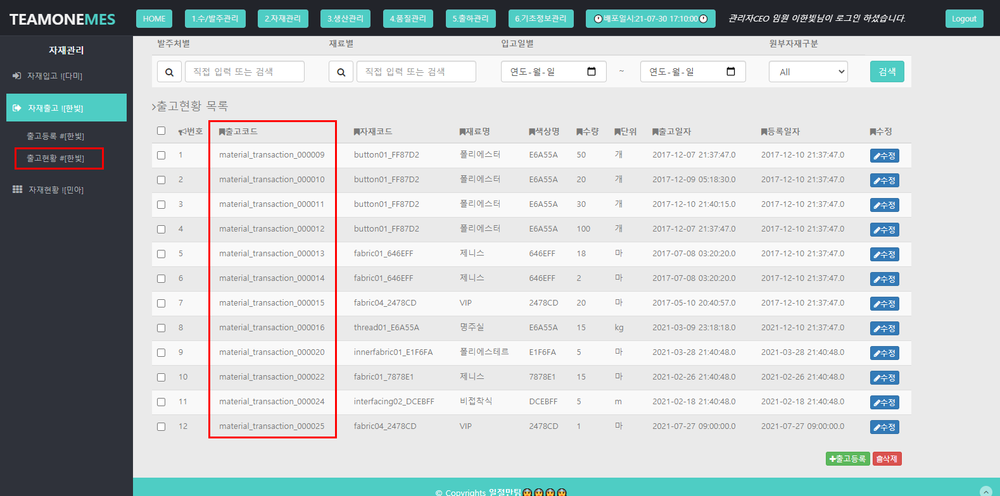 TEAMONEMES HOME 1.수/발주관리 2.자재관리 3.생산관리 4.품질관리 5.출하관리 6.기초정보관리 🕐배포일시:21-07-30 17:10:00🕐 관리자CEO 임원 이한빛님이 로그인 하셨습니다. Logout
자재관리
자재입고 ![다미]
자재출고 ![한빛]
출고등록 #[한빛]
출고현황 #[한빛]
자재현황 ![민아]
발주처별 재료별 입고일별 원부자재구분
직접 입력 또는 검색 직접 입력 또는 검색 연도-월-일 ~ 연도-월-일 All 검색
>출고현황 목록
번호 출고코드 자재코드 재료명 색상명 수량 단위 출고일자 등록일자 수정
1 material_transaction_000009 button01_FF87D2 폴리에스터 E6A55A 50 개 2017-12-07 21:37:47.0 2017-12-10 21:37:47.0 수정
2 material_transaction_000010 button01_FF87D2 폴리에스터 E6A55A 20 개 2017-12-09 05:18:30.0 2017-12-10 21:37:47.0 수정
3 material_transaction_000011 button01_FF87D2 폴리에스터 E6A55A 30 개 2017-12-10 21:40:15.0 2017-12-10 21:37:47.0 수정
4 material_transaction_000012 button01_FF87D2 폴리에스터 E6A55A 100 개 2017-12-07 21:37:47.0 2017-12-10 21:37:47.0 수정
5 material_transaction_000013 fabric01_646EFF 제니스 646EFF 18 마 2017-07-08 03:20:20.0 2017-12-10 21:37:47.0 수정
6 material_transaction_000014 fabric01_646EFF 제니스 646EFF 2 마 2017-07-08 03:20:20.0 2017-12-10 21:37:47.0 수정
7 material_transaction_000015 fabric04_2478CD VIP 2478CD 20 마 2017-05-10 20:40:57.0 2017-12-10 21:37:47.0 수정
8 material_transaction_000016 thread01_E6A55A 명주실 E6A55A 15 kg 2021-03-09 23:18:18.0 2021-12-10 21:37:47.0 수정
9 material_transaction_000020 innerfabric01_E1F6FA 폴리에스테르 E1F6FA 5 마 2021-03-28 21:40:48.0 2021-03-28 21:40:48.0 수정
10 material_transaction_000022 fabric01_7878E1 제니스 7878E1 15 마 2021-02-26 21:40:48.0 2021-02-26 21:40:48.0 수정
11 material_transaction_000024 interfacing02_DCEBFF 비접착식 DCEBFF 5 m 2021-02-18 21:40:48.0 2021-02-18 21:40:48.0 수정
12 material_transaction_000025 fabric04_2478CD VIP 2478CD 1 마 2021-07-27 09:00:00.0 2021-07-27 09:00:00.0 수정
출고등록 삭제
© Copyrights 일절만팀